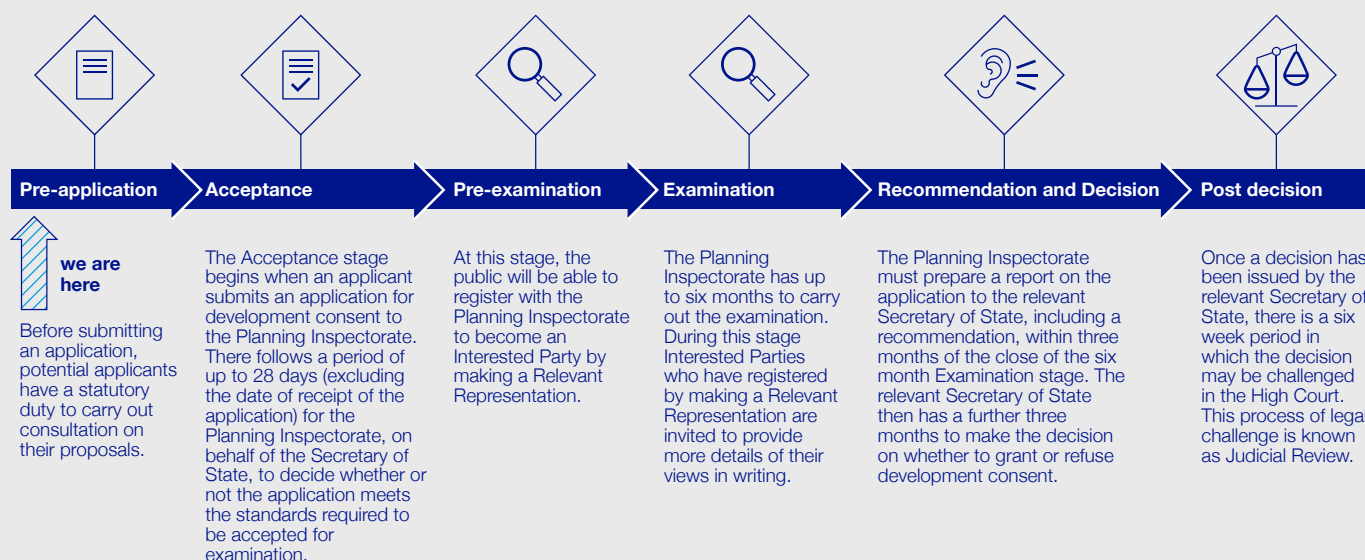 Pre-application
Acceptance
Pre-examination
Examination
Recommendation and Decision
Post decision
we are
here
Before submitting
an application,
potential applicants
have a statutory
duty to carry out
consultation on
their proposals.
The Acceptance stage
begins when an applicant
submits an application for
development consent to
the Planning Inspectorate.
There follows a period of
up to 28 days (excluding
the date of receipt of the
application) for the
Planning Inspectorate, on
behalf of the Secretary of
State, to decide whether or
not the application meets
the standards required to
be accepted for
examination.
At this stage, the
public will be able to
register with the
Planning Inspectorate
to become an
Interested Party by
making a Relevant
Representation.
The Planning
Inspectorate has up
to six months to carry
out the examination.
During this stage
Interested Parties
who have registered
by making a Relevant
Representation are
invited to provide
more details of their
views in writing.
The Planning Inspectorate
must prepare a report on the
application to the relevant
Secretary of State, including a
recommendation, within three
months of the close of the six
month Examination stage. The
relevant Secretary of State
then has a further three
months to make the decision
on whether to grant or refuse
development consent.
Once a decision has
been issued by the
relevant Secretary of
State, there is a six
week period in
which the decision
may be challenged
in the High Court.
This process of legal
challenge is known
as Judicial Review.